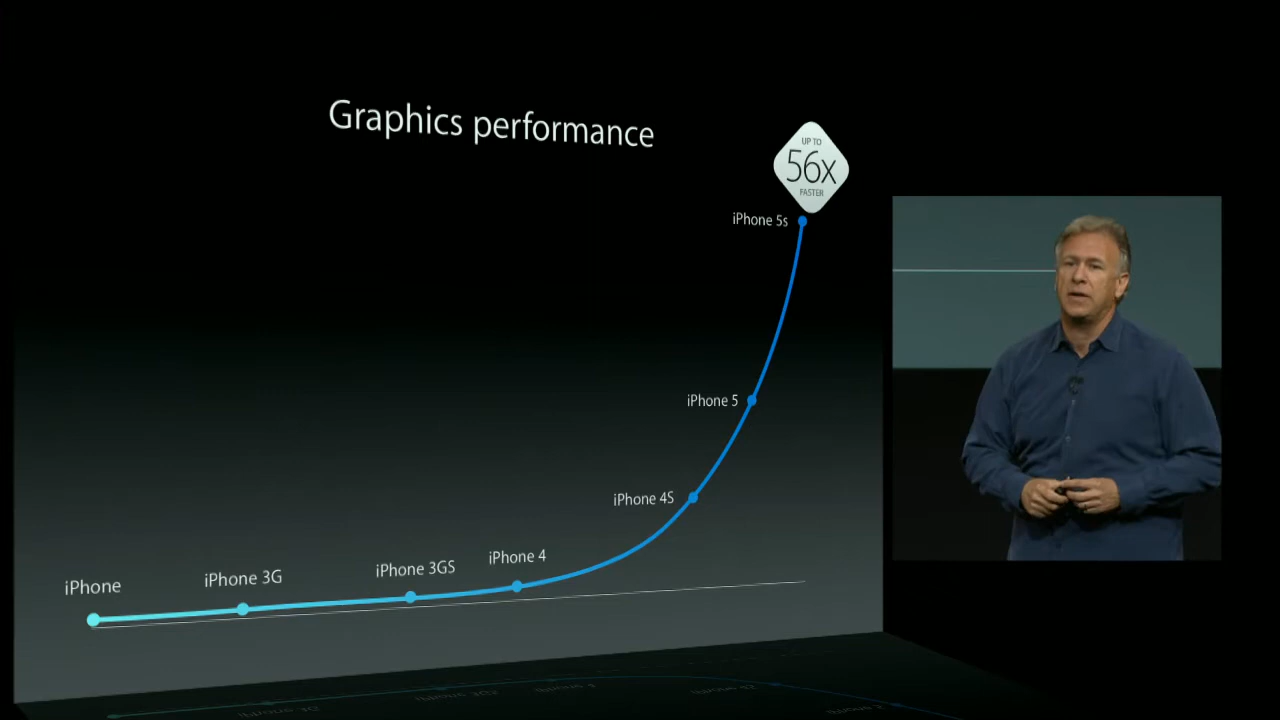 Graphics performance
UP TO
56x
FASTER
iPhone 5s
iPhone 5
iPhone 4S
iPhone 4
iPhone 3GS
iPhone 3G
iPhone